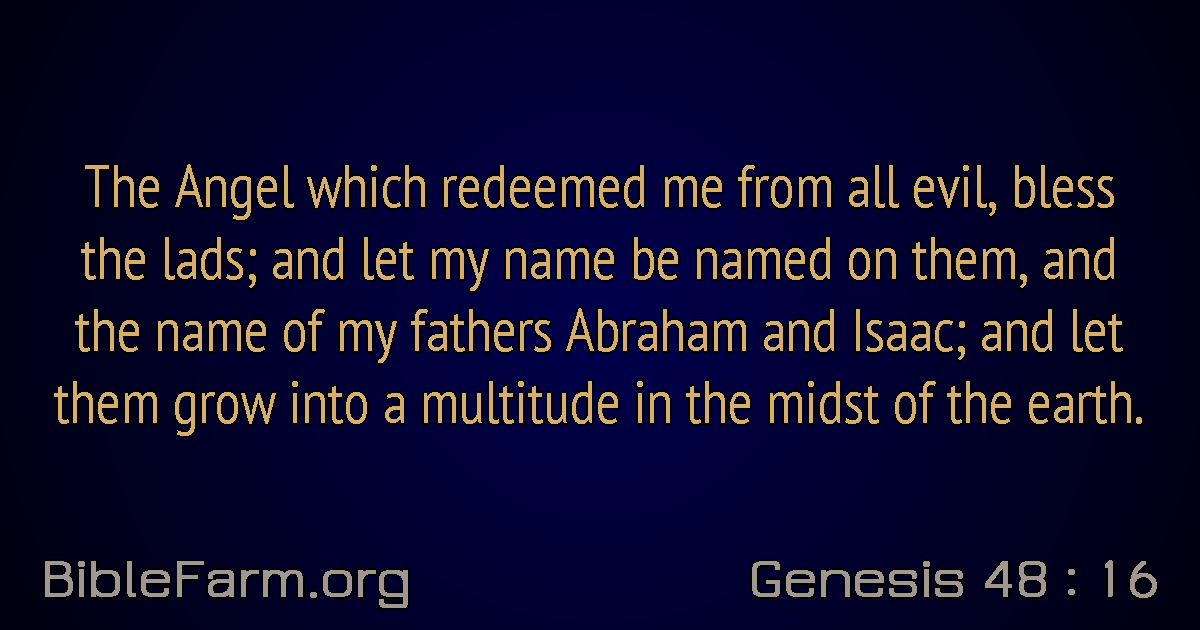 The Angel which redeemed me from all evil, bless
the lads; and let my name be named on them, and
the name of my fathers Abraham and Isaac; and let
them grow into a multitude in the midst of the earth.
BibleFarm.org
Genesis 48 : 16